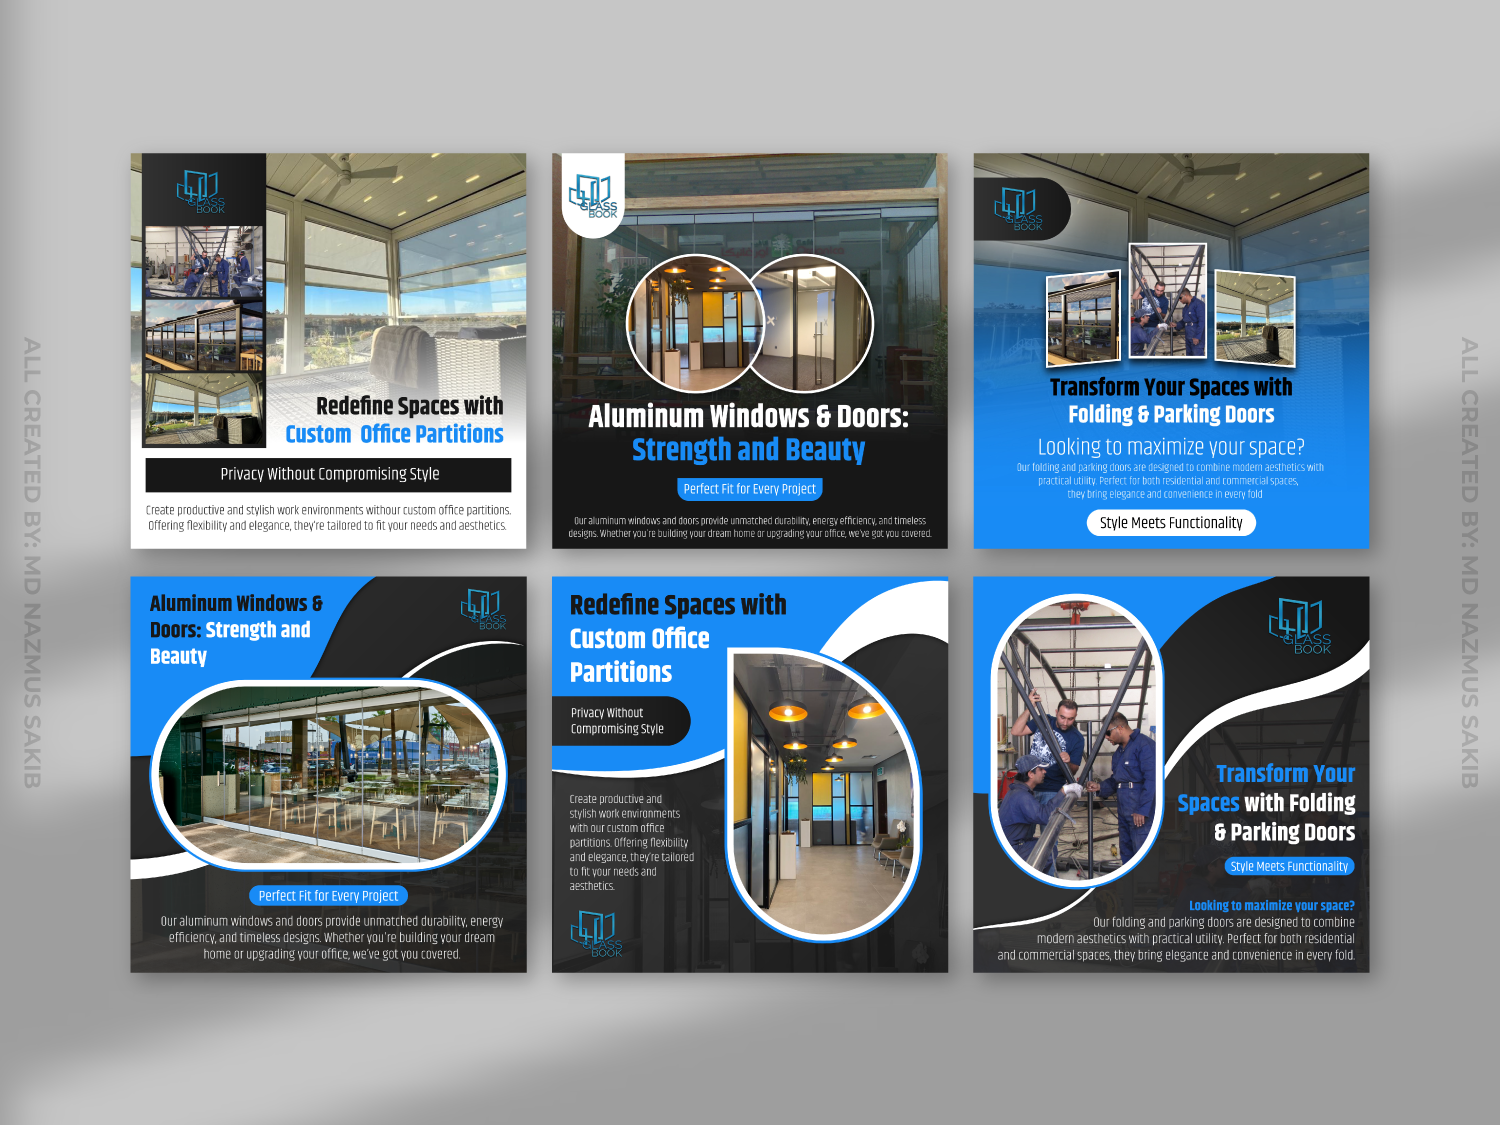 ALL CREATED BY: MD NAZMUS SAKIB
GLASS
BOOK
Redefine Spaces with
Custom Office Partitions
Privacy Without Compromising Style
Create productive and stylish work environments withour custom office partitions.
Offering flexibility and elegance, they're tailored to fit your needs and aesthetics.
GLASS
BOOK
Aluminum Windows & Doors:
Strength and Beauty
Perfect Fit for Every Project
Our aluminum windows and doors provide unmatched durability, energy efficiency, and timeless
designs. Whether you're building your dream home or upgrading your office, we've got you covered.
GLASS
BOOK
Transform Your Spaces with
Folding & Parking Doors
Looking to maximize your space?
Our folding and parking doors are designed to combine modern aesthetics with
practical utility. Perfect for both residential and commercial spaces,
they bring elegance and convenience in every fold
Style Meets Functionality
Aluminum Windows &
Doors: Strength and
Beauty
GLASS
BOOK
Perfect Fit for Every Project
Our aluminum windows and doors provide unmatched durability, energy
efficiency, and timeless designs. Whether you're building your dream
home or upgrading your office, we've got you covered.
Redefine Spaces with
Custom Office
Partitions
Privacy Without
Compromising Style
Create productive and
stylish work environments
with our custom office
partitions. Offering flexibility
and elegance, they're tailored
to fit your needs and
aesthetics.
GLASS
BOOK
GLASS
BOOK
Transform Your
Spaces with Folding
& Parking Doors
Style Meets Functionality
Looking to maximize your space?
Our folding and parking doors are designed to combine
modern aesthetics with practical utility. Perfect for both residential
and commercial spaces, they bring elegance and convenience in every fold.
ALL CREATED BY: MD NAZMUS SAKIB